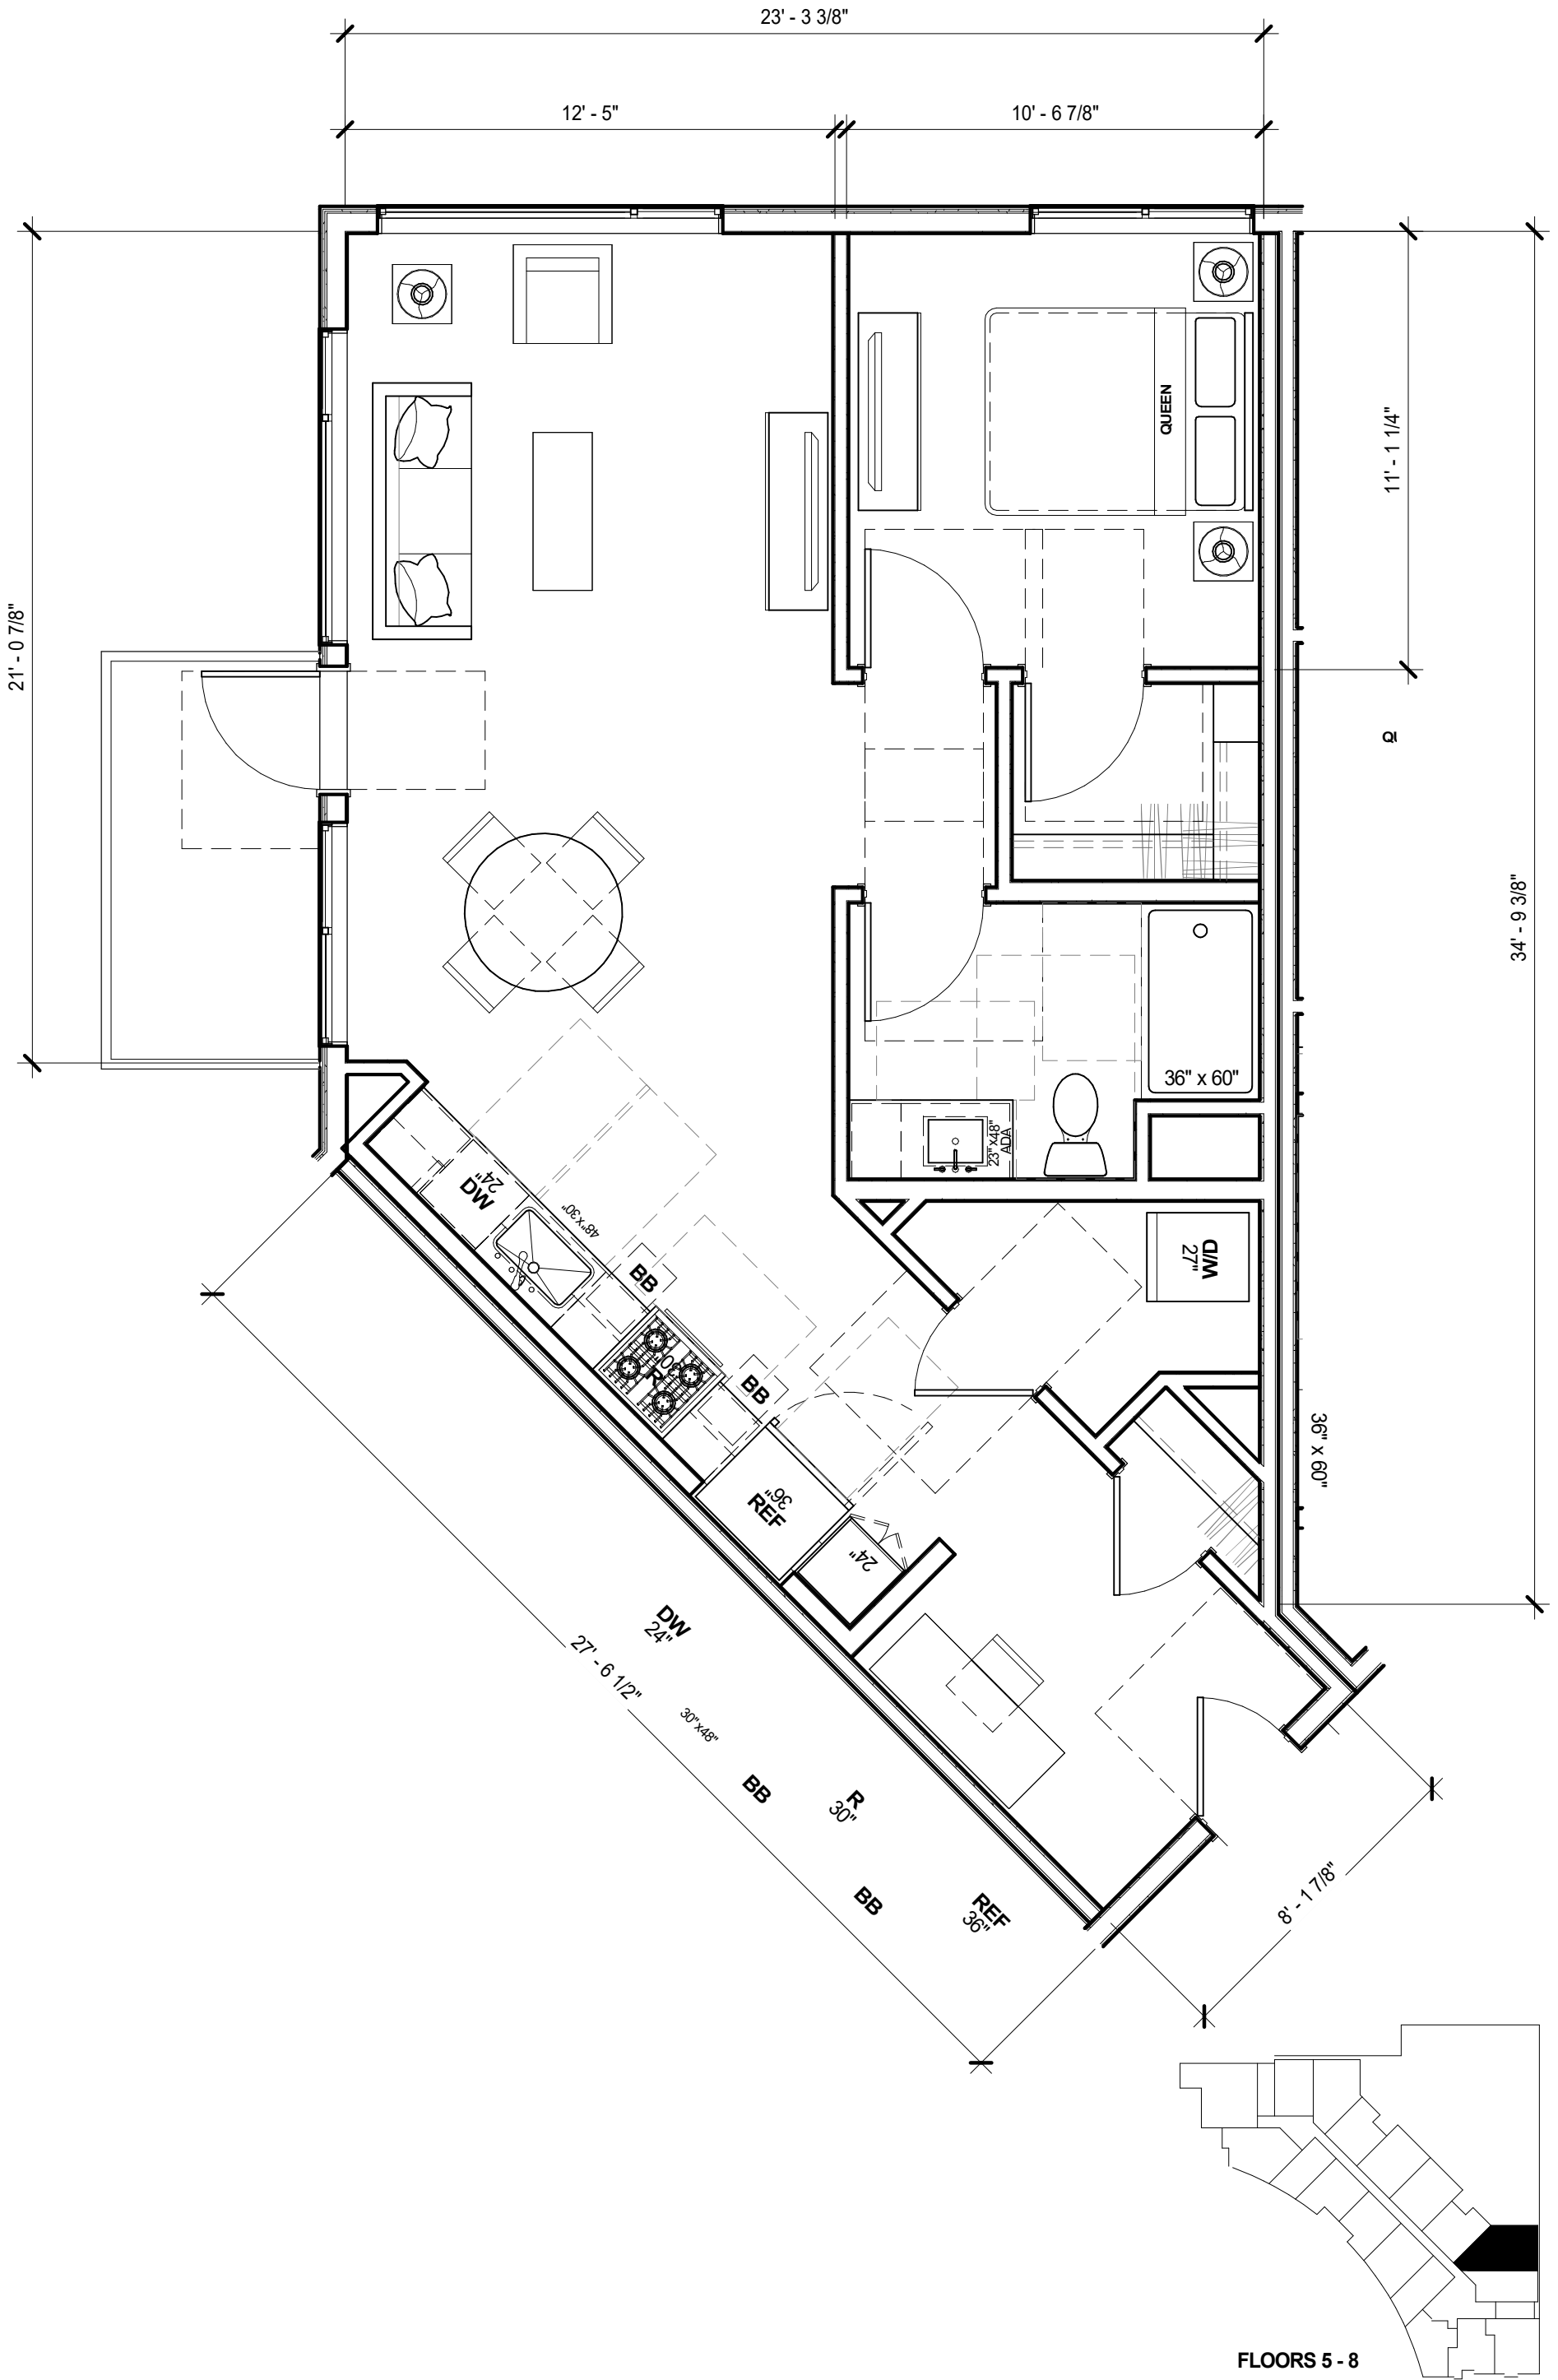 23' - 3 3/8"
12' - 5"
10' - 6 7/8"
21' - 0 7/8"
QUEEN
11' - 1 1/4"
34' - 9 3/8"
QU
36" x 60"
23"x48"
ADA
24"
DW
48"x30"
BB
W/D
27"
30"
R
BB
36"
REF
24"
36" x 60"
DW
24"
27' - 6 1/2"
30"x48"
BB
R
30"
BB
REF
36"
8' - 1 7/8"
FLOORS 5 - 8